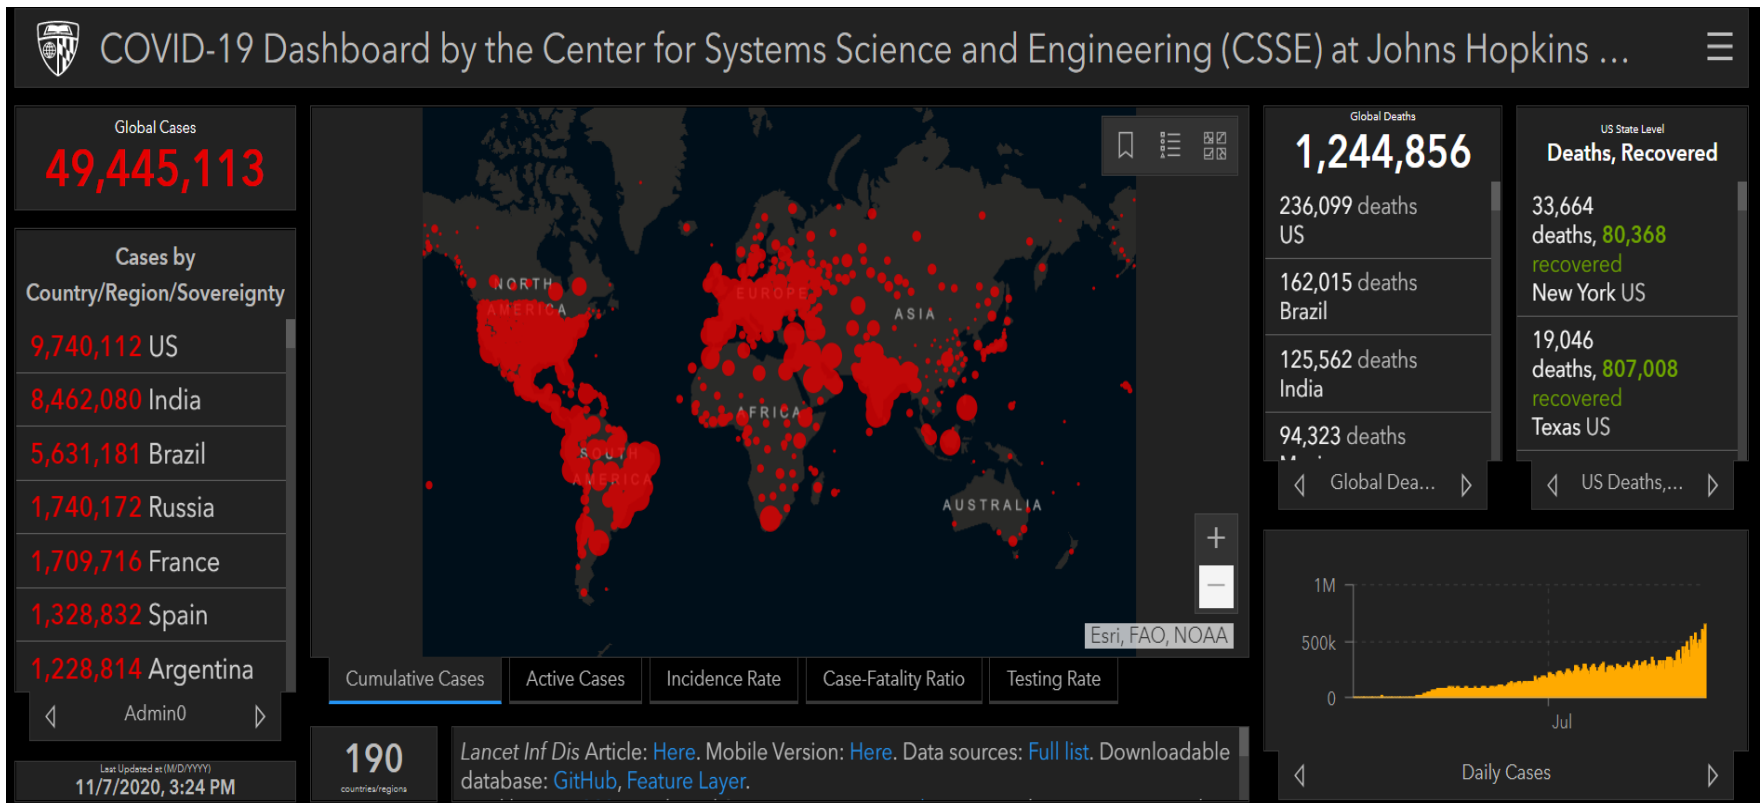 COVID-19 Dashboard by the Center for Systems Science and Engineering (CSSE) at Johns Hopkins ...
Global Cases
49,445,113
Cases by
Country/Region/Sovereignty
9,740,112 US
8,462,080 India
5,631,181 Brazil
1,740,172 Russia
1,709,716 France
1,328,832 Spain
1,228,814 Argentina
Admin0
Last Updated at (M/D/YYYY)
11/7/2020, 3:24 PM
NORTH
AMERICA
EUROPE
ASIA
AFRICA
SOUTH
AMERICA
AUSTRALIA
+
−
Esri, FAO, NOAA
Cumulative Cases
Active Cases
Incidence Rate
Case-Fatality Ratio
Testing Rate
190
countries/regions
Lancet Inf Dis Article: Here. Mobile Version: Here. Data sources: Full list. Downloadable
database: GitHub, Feature Layer.
Global Deaths
1,244,856
236,099 deaths
US
162,015 deaths
Brazil
125,562 deaths
India
94,323 deaths
Global Dea...
US State Level
Deaths, Recovered
33,664
deaths, 80,368
recovered
New York US
19,046
deaths, 807,008
recovered
Texas US
US Deaths,...
1M
500k
0
Jul
Daily Cases